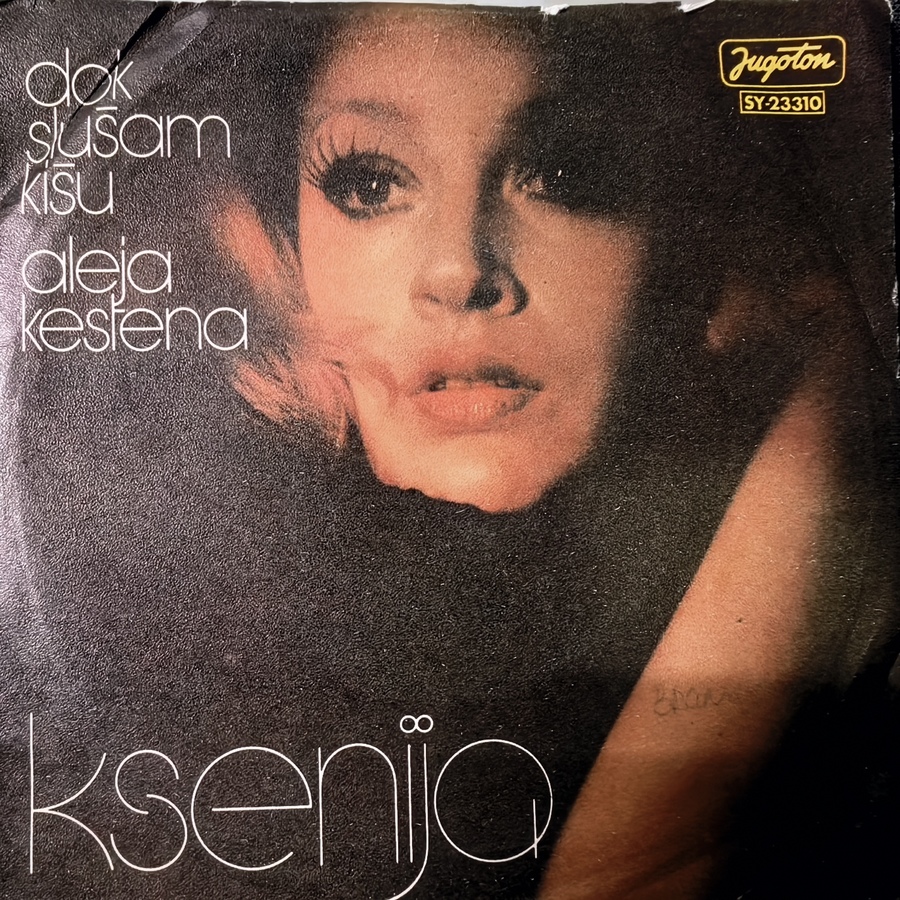 dok
slušam
kišu
aleja
kestena
Jugoton
SY-23310
ksenija